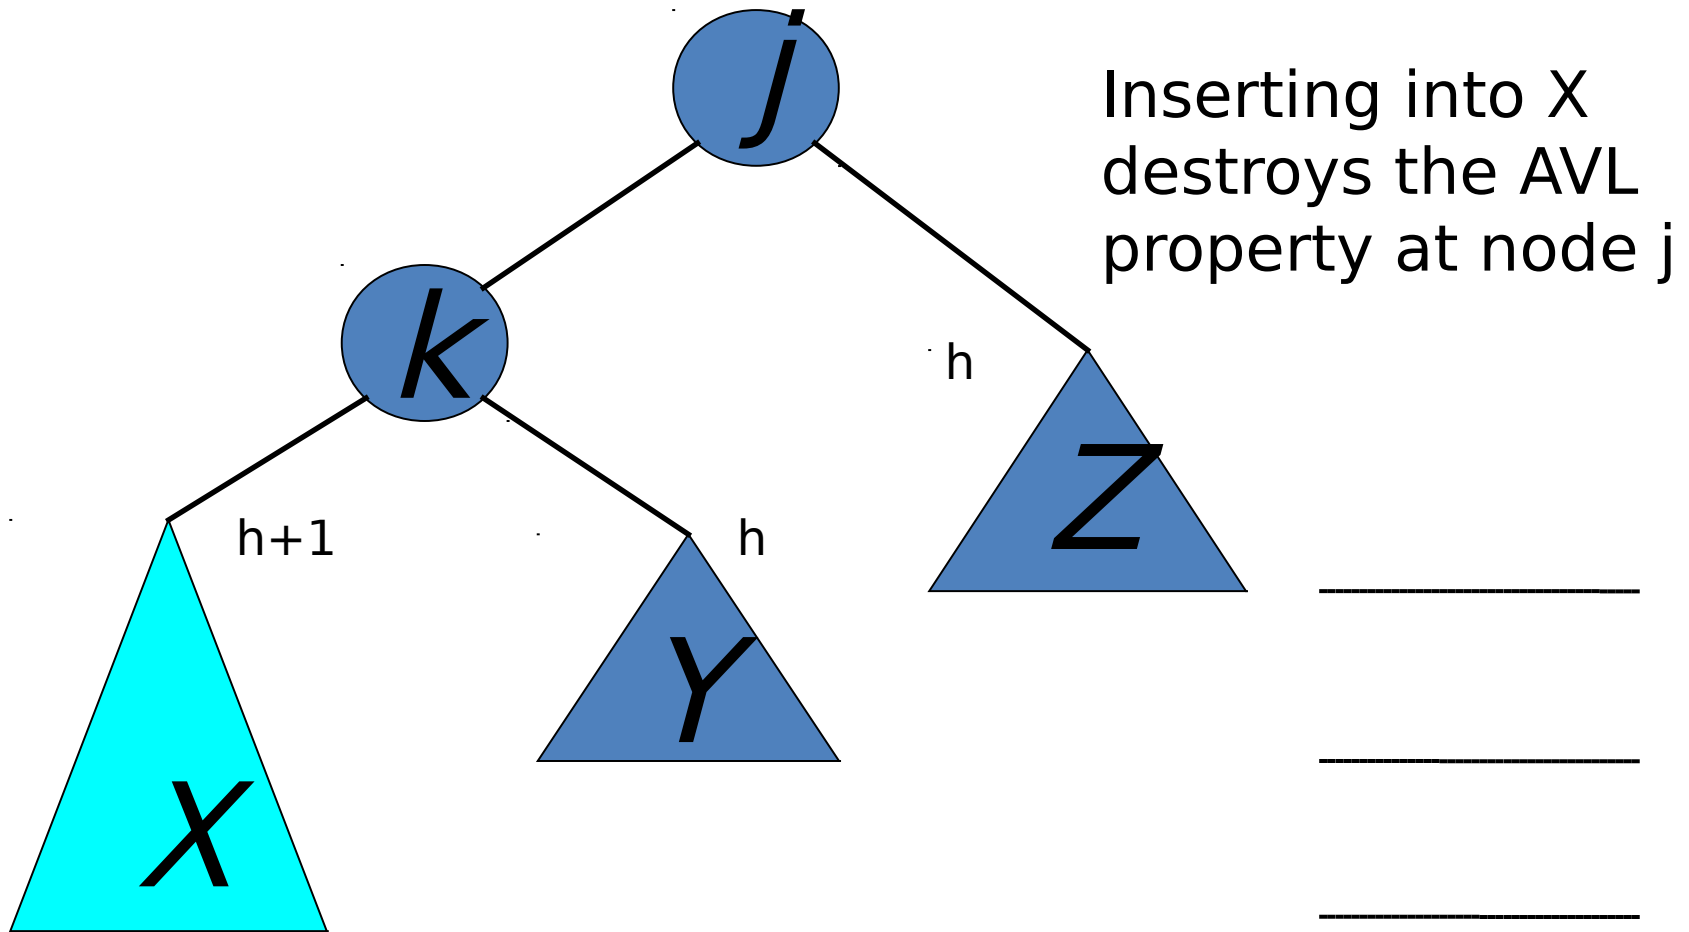 j
Inserting into X
destroys the AVL
property at node j
k
h
Z
h+1
h
Y
X